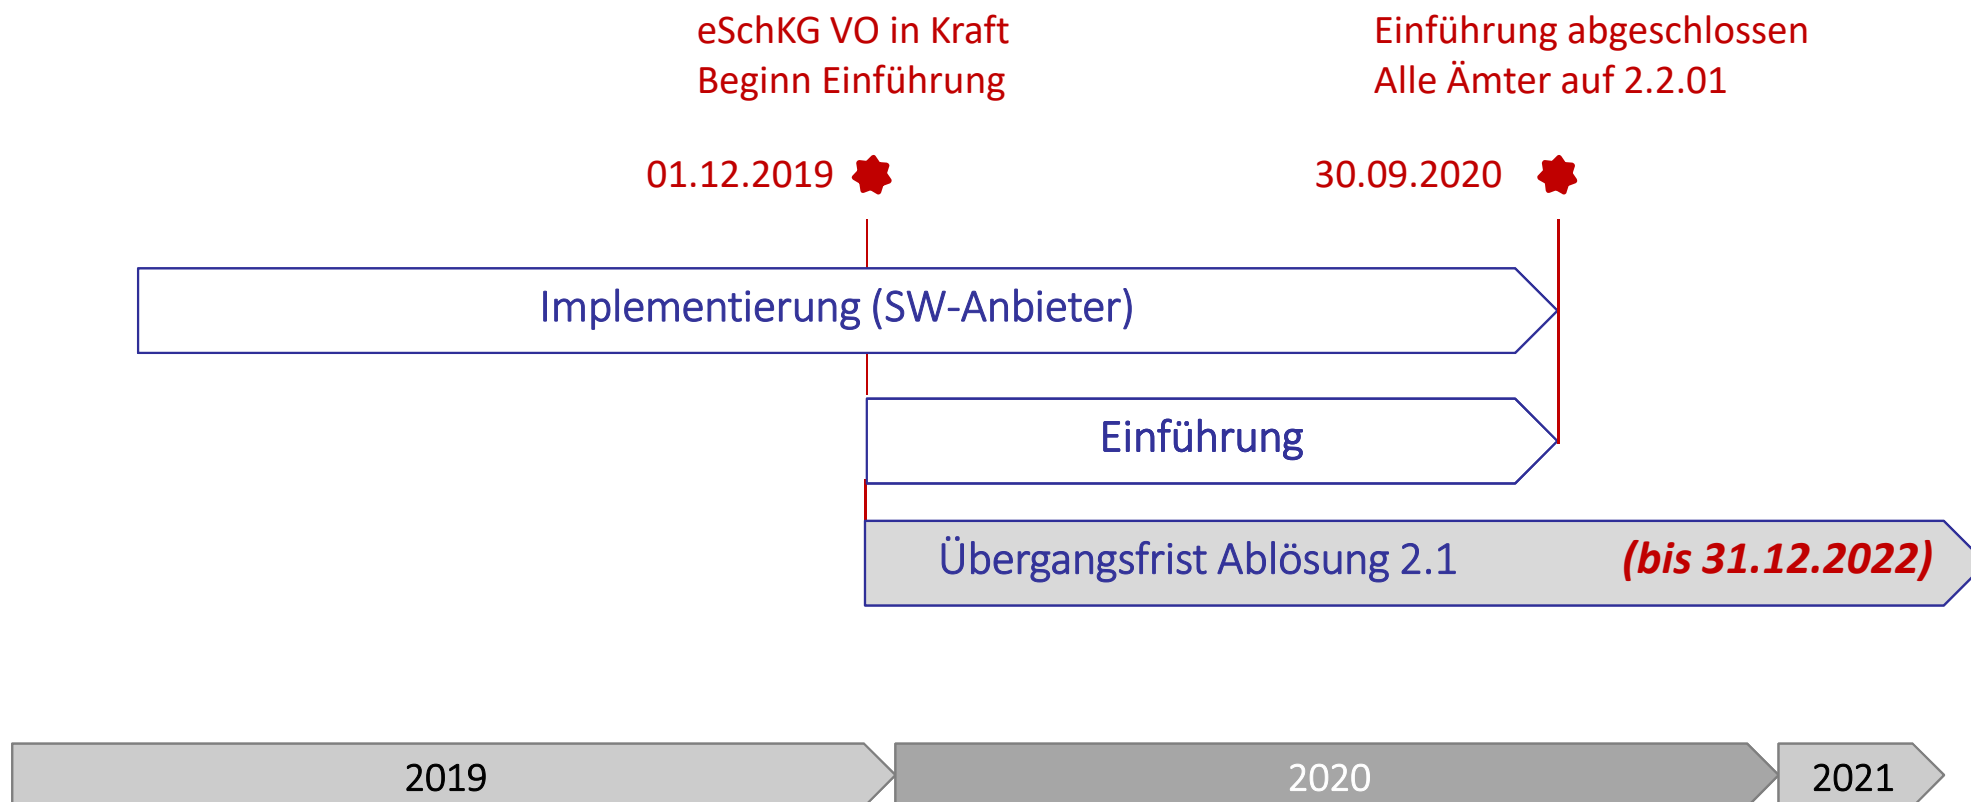 eSchKG VO in Kraft
Beginn Einführung
Einführung abgeschlossen
Alle Ämter auf 2.2.01
01.12.2019
30.09.2020
Implementierung (SW-Anbieter)
Einführung
Übergangsfrist Ablösung 2.1
(bis 31.12.2022)
2019
2020
2021